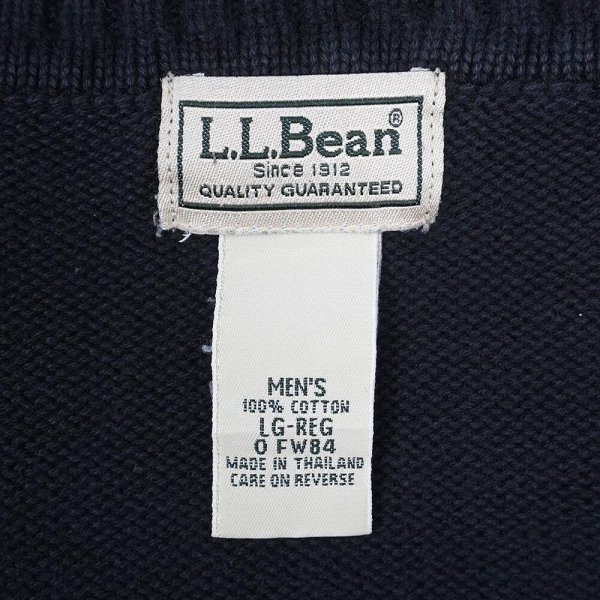 L.L.Bean®
Since 1912
QUALITY GUARANTEED
MEN'S
100% COTTON
LG-REG
0 FW84
MADE IN THAILAND
CARE ON REVERSE